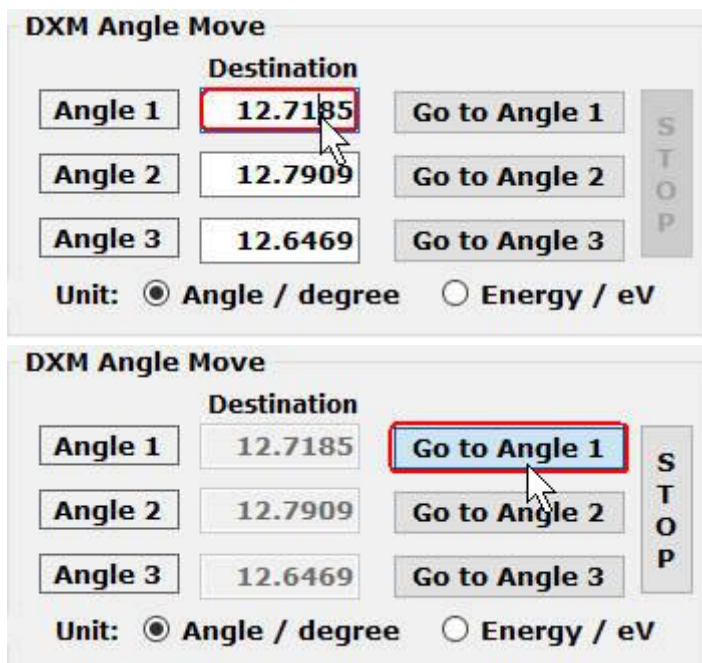 DXM Angle Move
Destination
Angle 1 12.7185 Go to Angle 1
Angle 2 12.7909 Go to Angle 2
Angle 3 12.6469 Go to Angle 3
STOP
Unit: Angle / degree Energy / eV
DXM Angle Move
Destination
Angle 1 12.7185 Go to Angle 1
Angle 2 12.7909 Go to Angle 2
Angle 3 12.6469 Go to Angle 3
STOP
Unit: Angle / degree Energy / eV